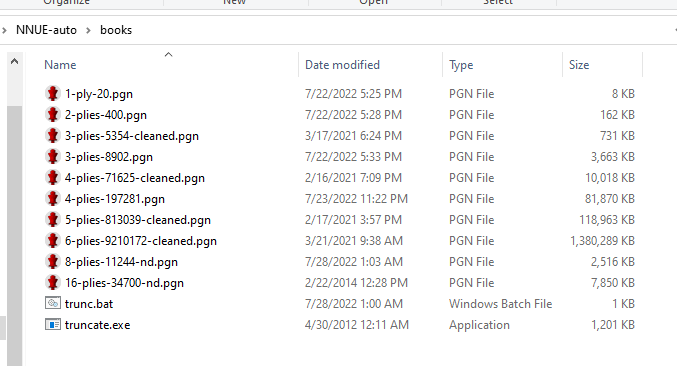 Organize New Open Select
NNUE-auto > books
Name Date modified Type Size
1-ply-20.pgn 7/22/2022 5:25 PM PGN File 8 KB
2-plies-400.pgn 7/22/2022 5:28 PM PGN File 162 KB
3-plies-5354-cleaned.pgn 3/17/2021 6:24 PM PGN File 731 KB
3-plies-8902.pgn 7/22/2022 5:33 PM PGN File 3,663 KB
4-plies-71625-cleaned.pgn 2/16/2021 7:09 PM PGN File 10,018 KB
4-plies-197281.pgn 7/23/2022 11:22 PM PGN File 81,870 KB
5-plies-813039-cleaned.pgn 2/17/2021 3:57 PM PGN File 118,963 KB
6-plies-9210172-cleaned.pgn 3/21/2021 9:38 AM PGN File 1,380,289 KB
8-plies-11244-nd.pgn 7/28/2022 1:03 AM PGN File 2,516 KB
16-plies-34700-nd.pgn 2/22/2014 12:28 PM PGN File 7,850 KB
trunc.bat 7/28/2022 1:00 AM Windows Batch File 1 KB
truncate.exe 4/30/2012 12:11 AM Application 1,201 KB